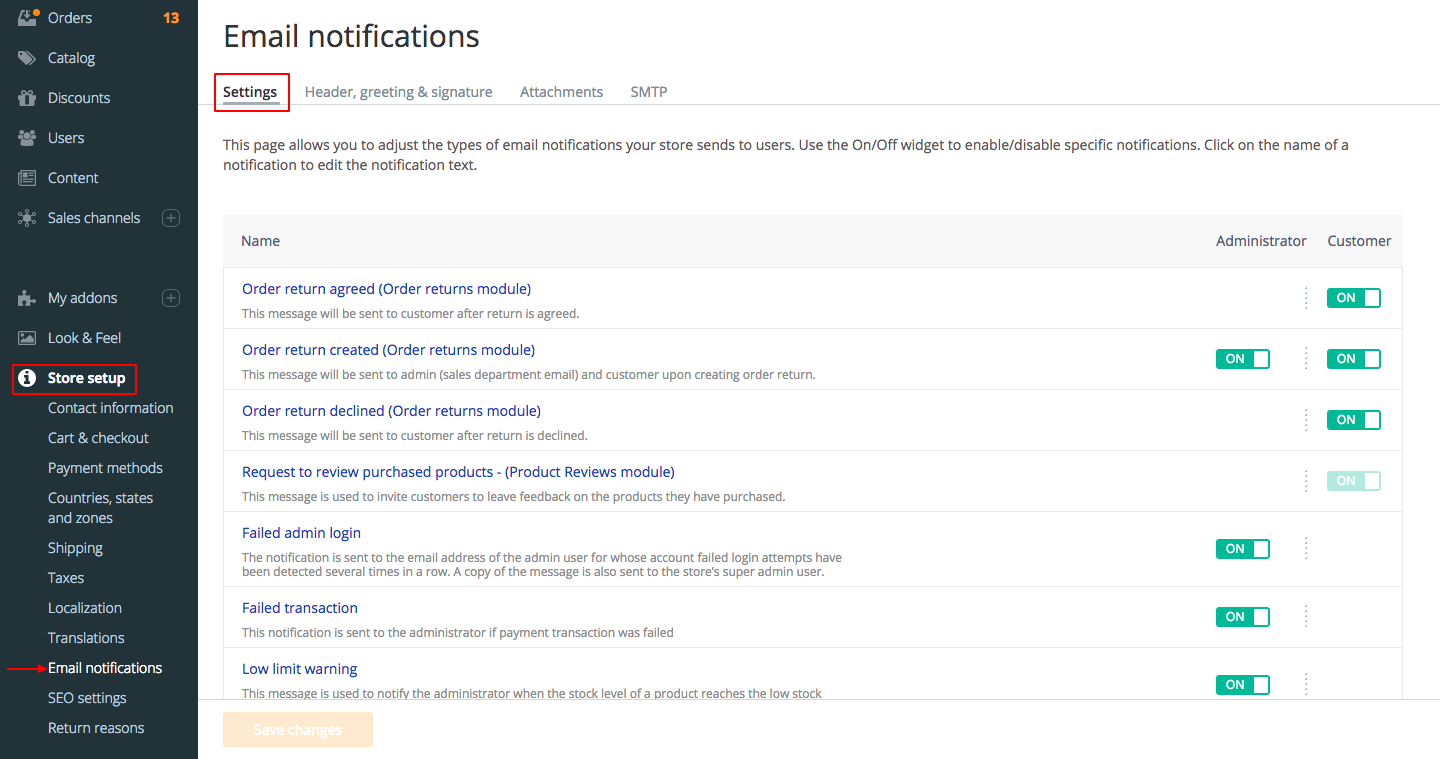 Orders 13
Catalog
Discounts
Users
Content
Sales channels
My addons
Look & Feel
Store setup
Contact information
Cart & checkout
Payment methods
Countries, states
and zones
Shipping
Taxes
Localization
Translations
Email notifications
SEO settings
Return reasons
Email notifications
Settings Header, greeting & signature Attachments SMTP
This page allows you to adjust the types of email notifications your store sends to users. Use the On/Off widget to enable/disable specific notifications. Click on the name of a
notification to edit the notification text.
Name Administrator Customer
Order return agreed (Order returns module)
This message will be sent to customer after return is agreed.
ON
Order return created (Order returns module)
This message will be sent to admin (sales department email) and customer upon creating order return.
ON ON
Order return declined (Order returns module)
This message will be sent to customer after return is declined.
ON
Request to review purchased products - (Product Reviews module)
This message is used to invite customers to leave feedback on the products they have purchased.
ON
Failed admin login
The notification is sent to the email address of the admin user for whose account failed login attempts have
been detected several times in a row. A copy of the message is also sent to the store's super admin user.
ON
Failed transaction
This notification is sent to the administrator if payment transaction was failed
ON
Low limit warning
This message is used to notify the administrator when the stock level of a product reaches the low stock
ON
Save changes